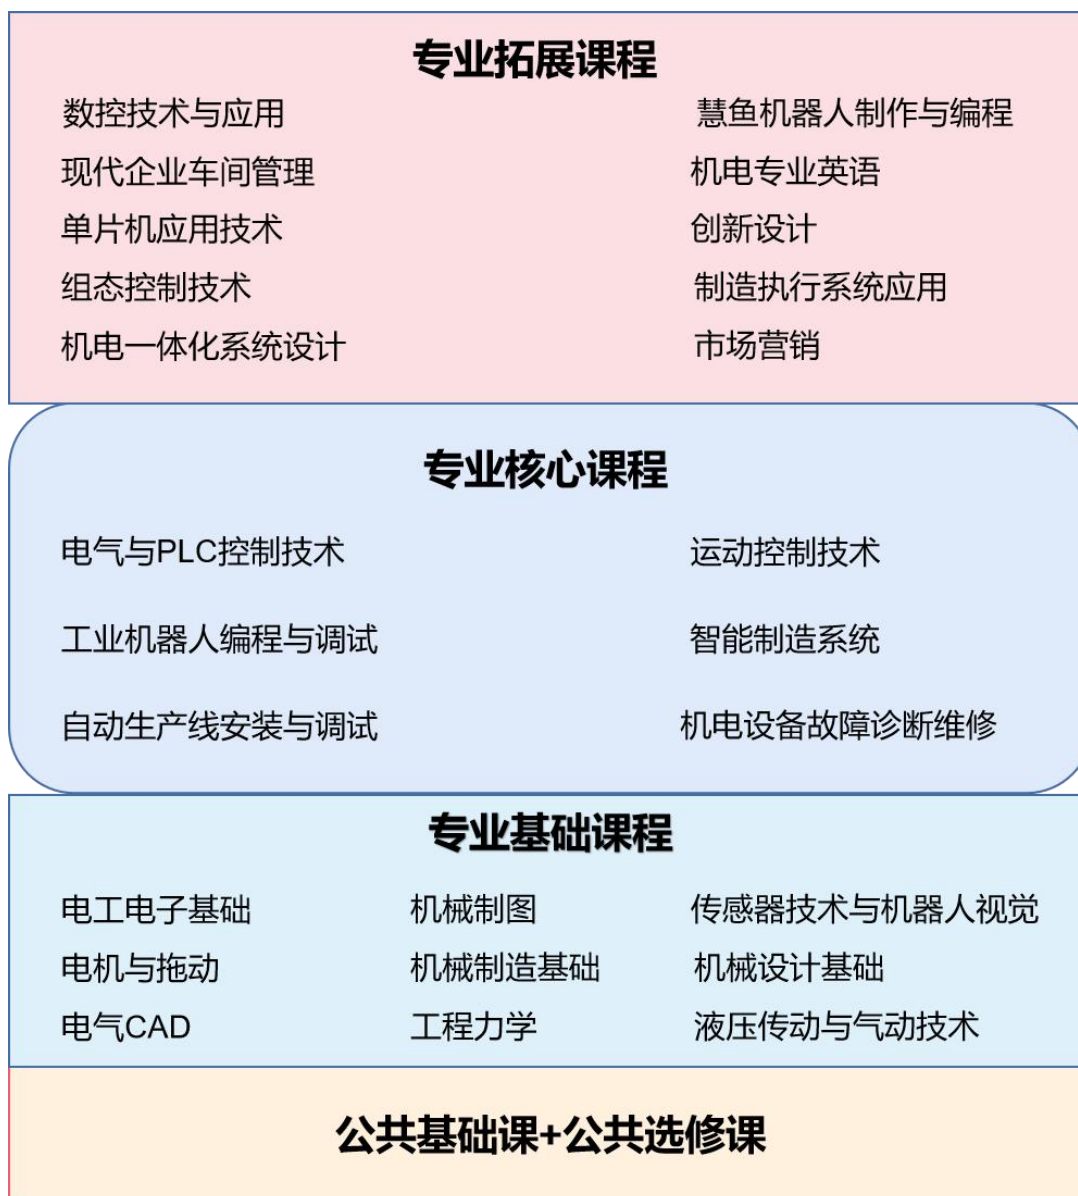 专业拓展课程
数控技术与应用 慧鱼机器人制作与编程
现代企业车间管理 机电专业英语
单片机应用技术 创新设计
组态控制技术 制造执行系统应用
机电一体化系统设计 市场营销
专业核心课程
电气与PLC控制技术 运动控制技术
工业机器人编程与调试 智能制造系统
自动生产线安装与调试 机电设备故障诊断维修
专业基础课程
电工电子基础 机械制图 传感器技术与机器人视觉
电机与拖动 机械制造基础 机械设计基础
电气CAD 工程力学 液压传动与气动技术
公共基础课+公共选修课